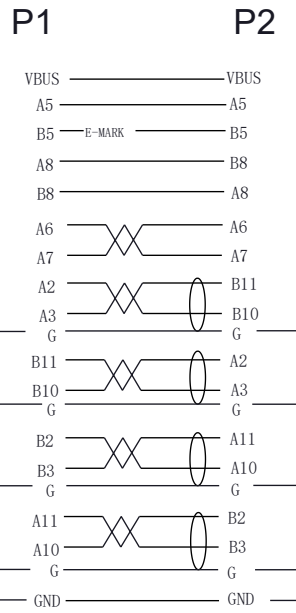 P1 P2
VBUS VBUS
A5 A5
B5 E-MARK B5
A8 B8
B8 A8
A6 A6
A7 A7
A2 B11
A3 B10
G G
B11 A2
B10 A3
G G
B2 A11
B3 A10
G G
A11 B2
A10 B3
G G
GND GND